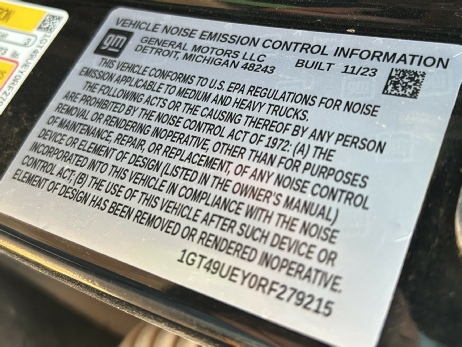 VEHICLE NOISE EMISSION CONTROL INFORMATION
gm
GENERAL MOTORS LLC
DETROIT, MICHIGAN 48243 BUILT 11/23
THIS VEHICLE CONFORMS TO U.S. EPA REGULATIONS FOR NOISE
EMISSION APPLICABLE TO MEDIUM AND HEAVY TRUCKS.
THE FOLLOWING ACTS OR THE CAUSING THEREOF BY ANY PERSON
ARE PROHIBITED BY THE NOISE CONTROL ACT OF 1972: (A) THE
REMOVAL OR RENDERING INOPERATIVE, OTHER THAN FOR PURPOSES
OF MAINTENANCE, REPAIR, OR REPLACEMENT, OF ANY NOISE CONTROL
DEVICE OR ELEMENT OF DESIGN (LISTED IN THE OWNER'S MANUAL)
INCORPORATED INTO THIS VEHICLE IN COMPLIANCE WITH THE NOISE
CONTROL ACT, (B) THE USE OF THIS VEHICLE AFTER SUCH DEVICE OR
ELEMENT OF DESIGN HAS BEEN REMOVED OR RENDERED INOPERATIVE.
1GT49UEY0RF279215